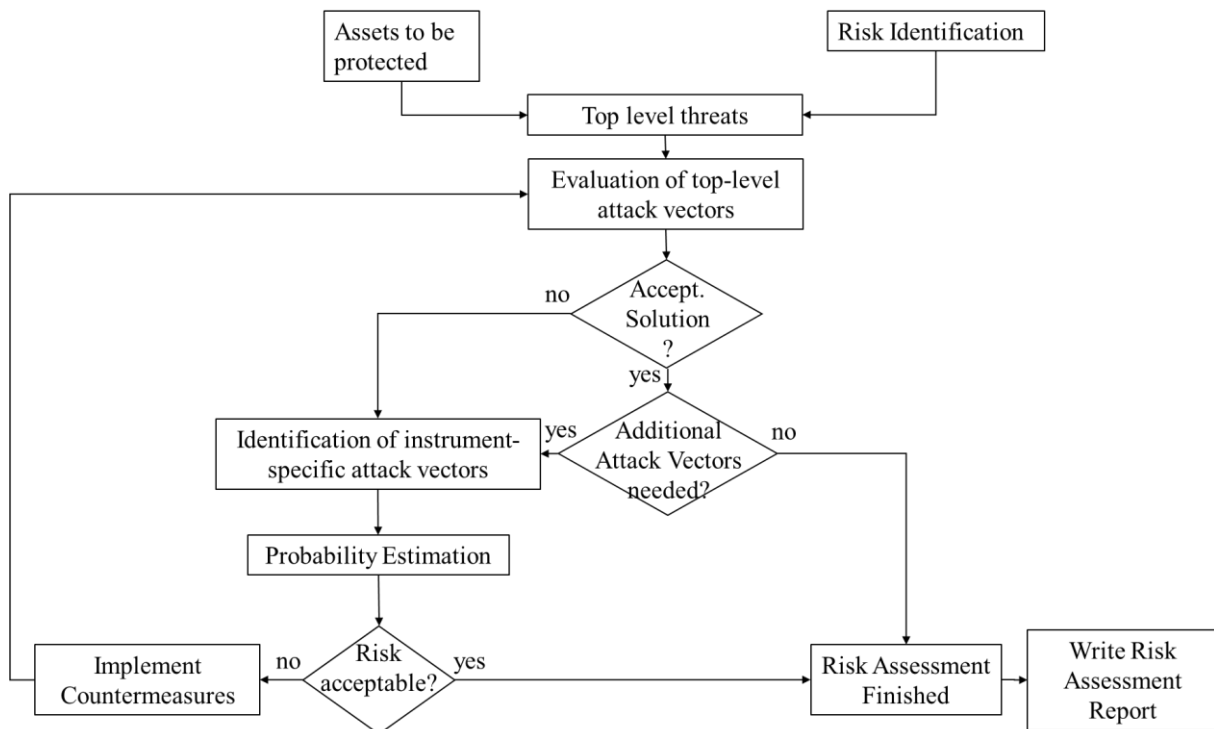 Assets to be
protected
Risk Identification
Top level threats
Evaluation of top-level
attack vectors
no
Accept.
Solution
?
yes
Identification of instrument-
specific attack vectors
yes
Additional
Attack Vectors
needed?
no
Probability Estimation
Implement
Countermeasures
no
Risk
acceptable?
yes
Risk Assessment
Finished
Write Risk
Assessment
Report